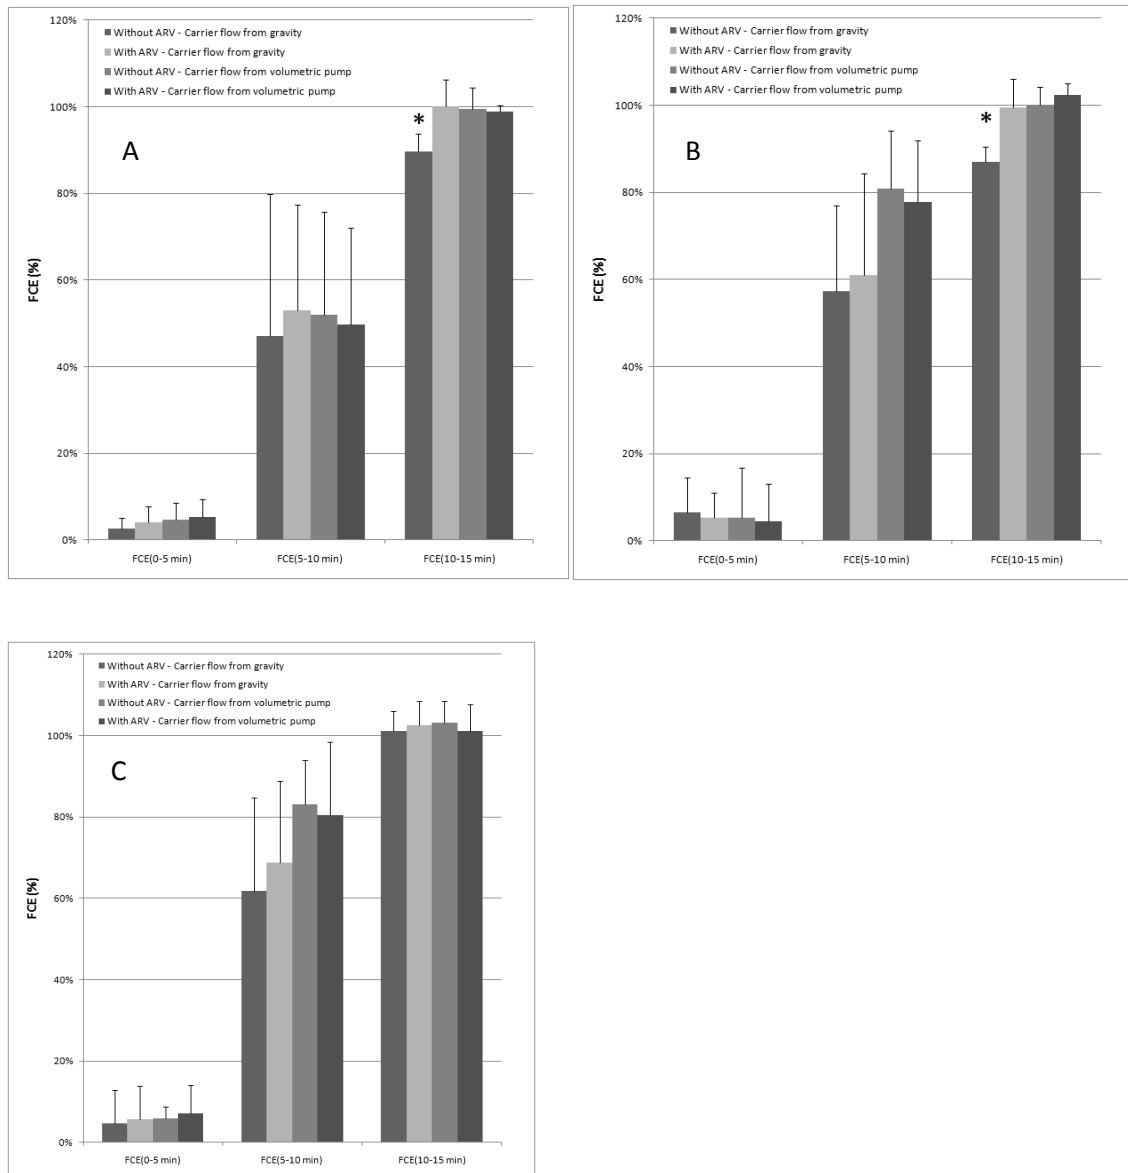 120%
Without ARV - Carrier flow from gravity
With ARV - Carrier flow from gravity
Without ARV - Carrier flow from volumetric pump
With ARV - Carrier flow from volumetric pump
100%
*
A
80%
FCE (%)
60%
40%
20%
0%
FCE(0-5 min) FCE(5-10 min) FCE(10-15 min)
120%
Without ARV - Carrier flow from gravity
With ARV - Carrier flow from gravity
Without ARV - Carrier flow from volumetric pump
With ARV - Carrier flow from volumetric pump
100%
*
B
80%
FCE (%)
60%
40%
20%
0%
FCE(0-5 min) FCE(5-10 min) FCE(10-15 min)
120%
Without ARV - Carrier flow from gravity
With ARV - Carrier flow from gravity
Without ARV - Carrier flow from volumetric pump
With ARV - Carrier flow from volumetric pump
100%
C
80%
FCE (%)
60%
40%
20%
0%
FCE(0-5 min) FCE(5-10 min) FCE(10-15 min)